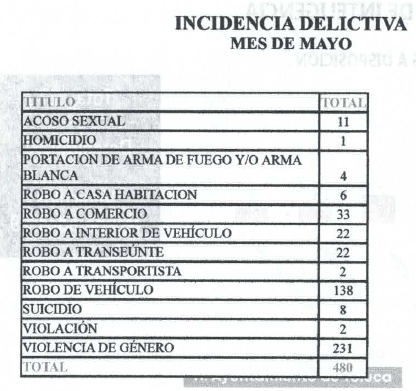 INCIDENCIA DELICTIVA
MES DE MAYO
TITULO TOTAL
ACOSO SEXUAL 11
HOMICIDIO 1
PORTACION DE ARMA DE FUEGO Y/O ARMA
BLANCA 4
ROBO A CASA HABITACION 6
ROBO A COMERCIO 33
ROBO A INTERIOR DE VEHÍCULO 22
ROBO A TRANSEÚNTE 22
ROBO A TRANSPORTISTA 2
ROBO DE VEHÍCULO 138
SUICIDIO 8
VIOLACIÓN 2
VIOLENCIA DE GÉNERO 231
TOTAL 480